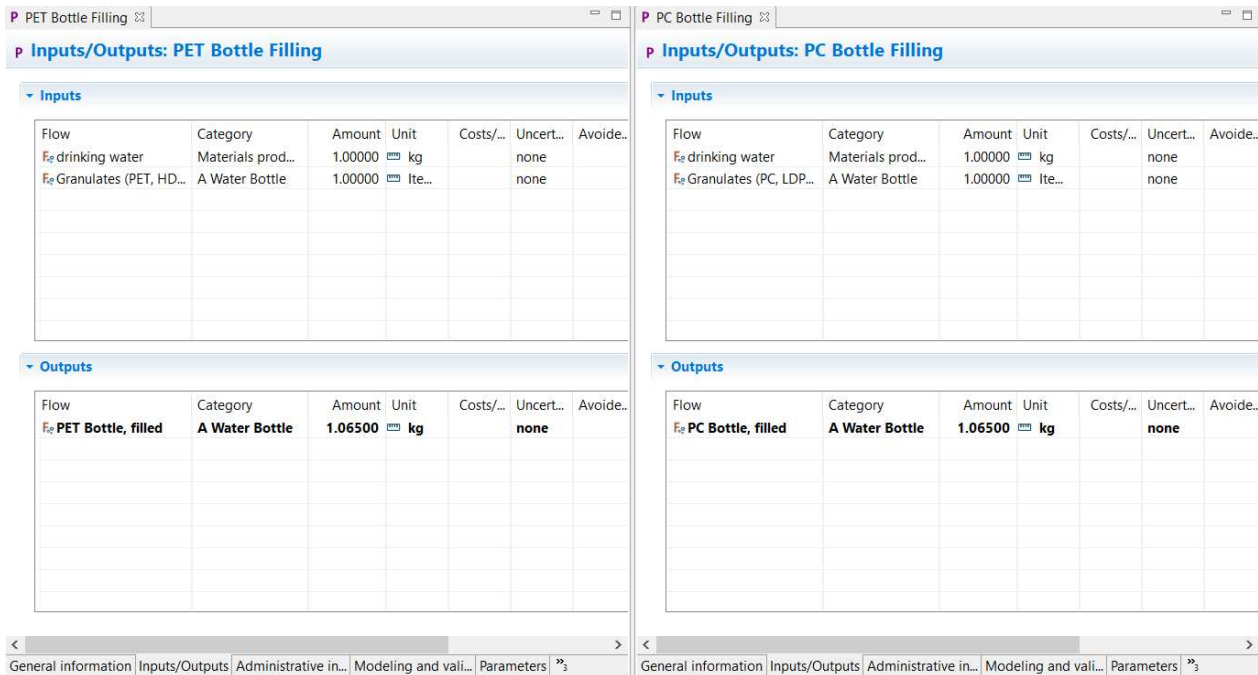 P PET Bottle Filling
P Inputs/Outputs: PET Bottle Filling
Inputs
Flow Category Amount Unit Costs/... Uncert... Avoide..
drinking water Materials prod... 1.00000 kg none
Granulates (PET, HD... A Water Bottle 1.00000 Ite... none
Outputs
Flow Category Amount Unit Costs/... Uncert... Avoide..
PET Bottle, filled A Water Bottle 1.06500 kg none
General information Inputs/Outputs Administrative in... Modeling and vali... Parameters »3
P PC Bottle Filling
P Inputs/Outputs: PC Bottle Filling
Inputs
Flow Category Amount Unit Costs/... Uncert... Avoide..
drinking water Materials prod... 1.00000 kg none
Granulates (PC, LDP... A Water Bottle 1.00000 Ite... none
Outputs
Flow Category Amount Unit Costs/... Uncert... Avoide..
PC Bottle, filled A Water Bottle 1.06500 kg none
General information Inputs/Outputs Administrative in... Modeling and vali... Parameters »3